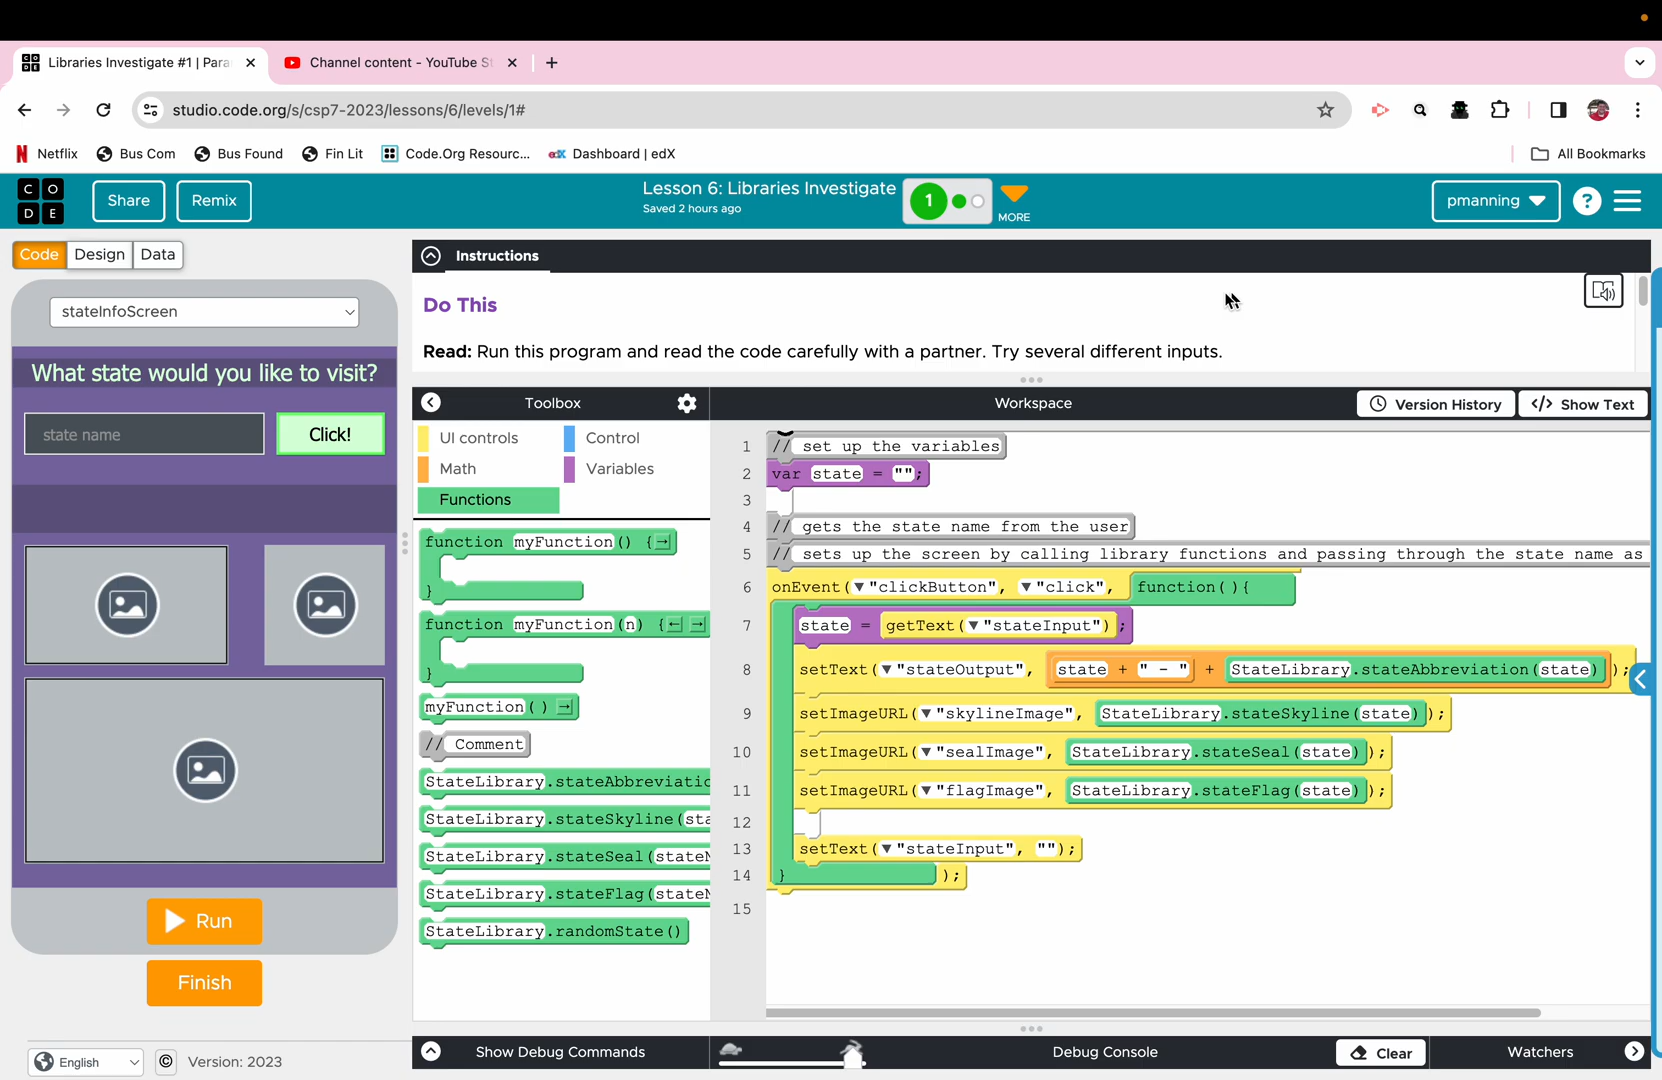 Libraries Investigate #1 | Para
Channel content - YouTube St
studio.code.org/s/csp7-2023/lessons/6/levels/1#
Netflix
Bus Com
Bus Found
Fin Lit
Code.Org Resourc...
edX Dashboard | edX
All Bookmarks
C O
D E
Share
Remix
Lesson 6: Libraries Investigate
Saved 2 hours ago
1
MORE
pmanning
?
Code
Design
Data
Instructions
stateInfoScreen
Do This
Read: Run this program and read the code carefully with a partner. Try several different inputs.
What state would you like to visit?
state name
Click!
Toolbox
Workspace
Version History
</> Show Text
UI controls
Control
Math
Variables
Functions
function myFunction() {
}
function myFunction(n) {
}
myFunction()
// Comment
StateLibrary.stateAbbreviatio
StateLibrary.stateSkyline(sta
StateLibrary.stateSeal(stateN
StateLibrary.stateFlag(stateN
StateLibrary.randomState()
1 // set up the variables
2 var state = "";
3
4 // gets the state name from the user
5 // sets up the screen by calling library functions and passing through the state name as
6 onEvent(▼"clickButton", ▼"click", function(){
7 state = getText(▼"stateInput");
8 setText(▼"stateOutput", state + " - " + StateLibrary.stateAbbreviation(state));
9 setImageURL(▼"skylineImage", StateLibrary.stateSkyline(state));
10 setImageURL(▼"sealImage", StateLibrary.stateSeal(state));
11 setImageURL(▼"flagImage", StateLibrary.stateFlag(state));
12
13 setText(▼"stateInput", "");
14 } );
15
Run
Finish
English
©
Version: 2023
Show Debug Commands
Debug Console
Clear
Watchers